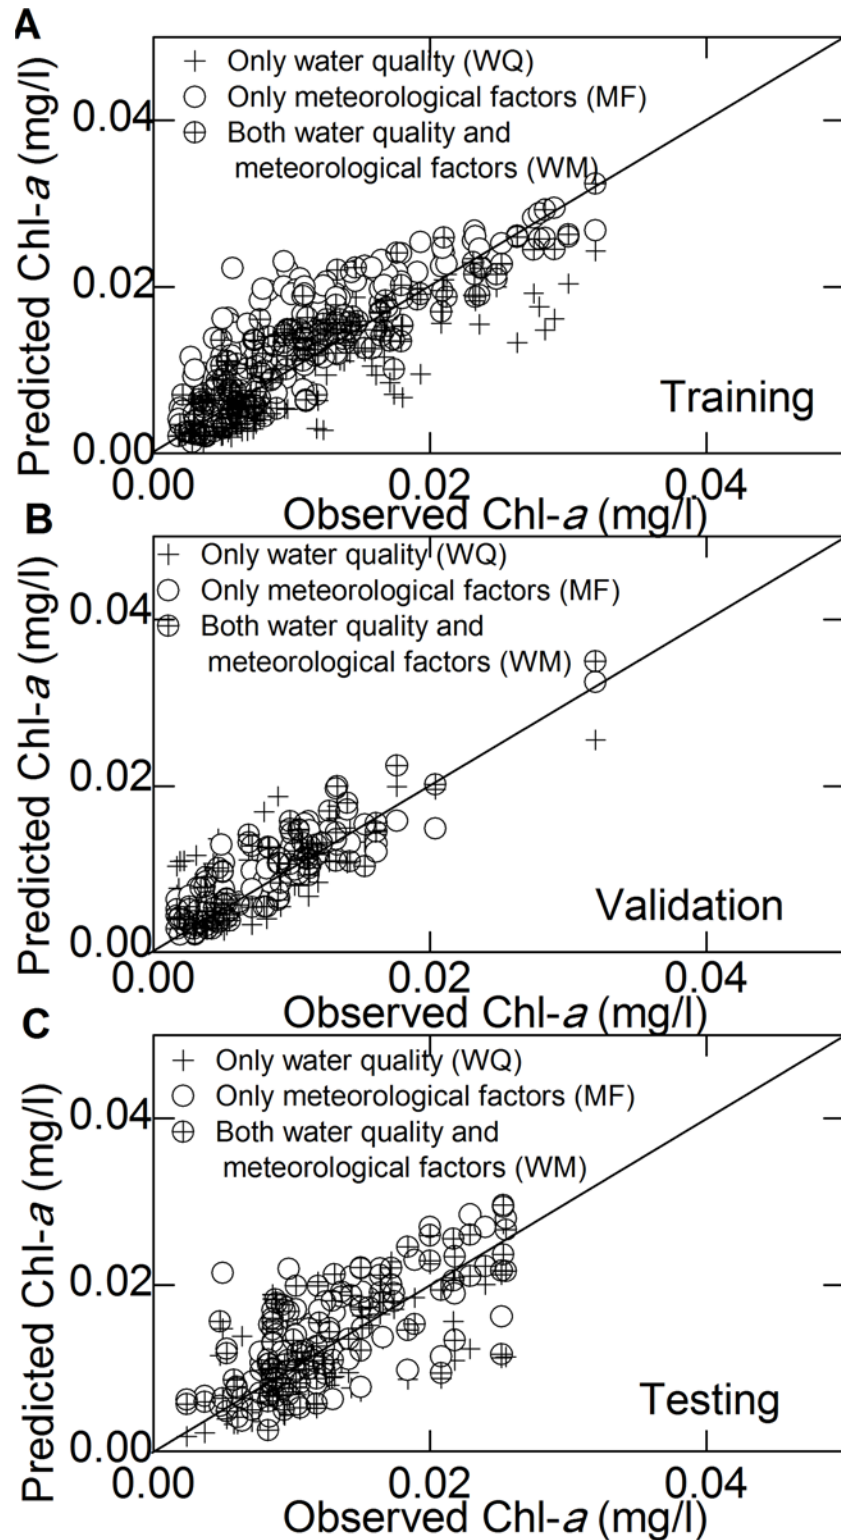 A
Only water quality (WQ)
Only meteorological factors (MF)
Both water quality and
meteorological factors (WM)
0.04
0.02
0.00
Predicted Chl-a (mg/l)
Training
0.00 0.02 0.04
Observed Chl-a (mg/l)
B
Only water quality (WQ)
Only meteorological factors (MF)
Both water quality and
meteorological factors (WM)
0.04
0.02
0.00
Predicted Chl-a (mg/l)
Validation
0.00 0.02 0.04
Observed Chl-a (mg/l)
C
Only water quality (WQ)
Only meteorological factors (MF)
Both water quality and
meteorological factors (WM)
0.04
0.02
0.00
Predicted Chl-a (mg/l)
Testing
0.00 0.02 0.04
Observed Chl-a (mg/l)